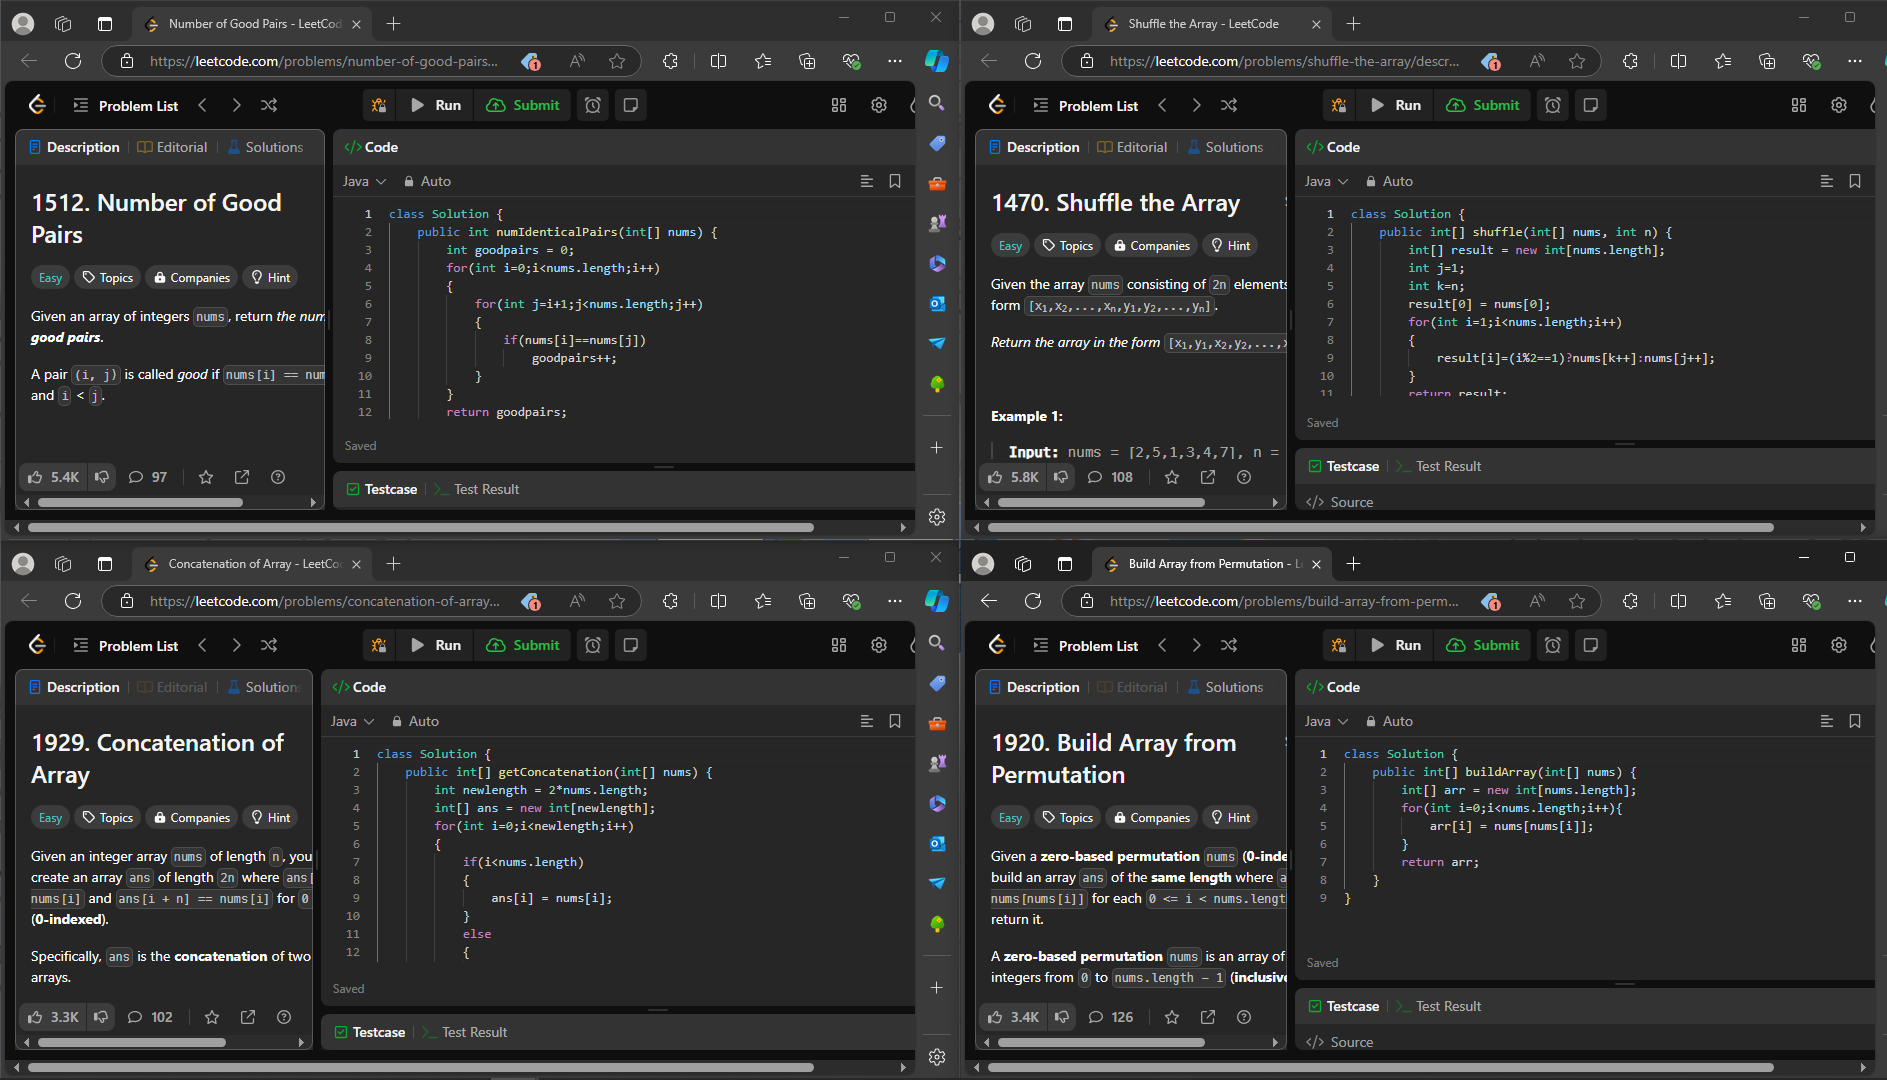 Number of Good Pairs - LeetCod
https://leetcode.com/problems/number-of-good-pairs...
1
Problem List
Run
Submit
Description
Editorial
Solutions
1512. Number of Good
Pairs
Easy
Topics
Companies
Hint
Given an array of integers nums, return the num
good pairs.
A pair (i, j) is called good if nums[i] == num
and i < j.
5.4K
97
</> Code
Java
Auto
1 class Solution {
2 public int numIdenticalPairs(int[] nums) {
3 int goodpairs = 0;
4 for(int i=0;i<nums.length;i++)
5 {
6 for(int j=i+1;j<nums.length;j++)
7 {
8 if(nums[i]==nums[j])
9 goodpairs++;
10 }
11 }
12 return goodpairs;
Saved
Testcase
>_ Test Result
Shuffle the Array - LeetCode
https://leetcode.com/problems/shuffle-the-array/descr...
1
Problem List
Run
Submit
Description
Editorial
Solutions
1470. Shuffle the Array
Easy
Topics
Companies
Hint
Given the array nums consisting of 2n elements
form [x1,x2,...,xn,y1,y2,...,yn].
Return the array in the form [x1,y1,x2,y2,...,x
Example 1:
Input: nums = [2,5,1,3,4,7], n =
5.8K
108
</> Code
Java
Auto
1 class Solution {
2 public int[] shuffle(int[] nums, int n) {
3 int[] result = new int[nums.length];
4 int j=1;
5 int k=n;
6 result[0] = nums[0];
7 for(int i=1;i<nums.length;i++)
8 {
9 result[i]=(i%2==1)?nums[k++]:nums[j++];
10 }
11 return result;
Saved
Testcase
>_ Test Result
</> Source
Concatenation of Array - LeetCo
https://leetcode.com/problems/concatenation-of-array...
1
Problem List
Run
Submit
Description
Editorial
Solution
1929. Concatenation of
Array
Easy
Topics
Companies
Hint
Given an integer array nums of length n, you
create an array ans of length 2n where ans[
nums[i] and ans[i + n] == nums[i] for 0
(0-indexed).
Specifically, ans is the concatenation of two
arrays.
3.3K
102
</> Code
Java
Auto
1 class Solution {
2 public int[] getConcatenation(int[] nums) {
3 int newlength = 2*nums.length;
4 int[] ans = new int[newlength];
5 for(int i=0;i<newlength;i++)
6 {
7 if(i<nums.length)
8 {
9 ans[i] = nums[i];
10 }
11 else
12 {
Saved
Testcase
>_ Test Result
Build Array from Permutation - L
https://leetcode.com/problems/build-array-from-perm...
1
Problem List
Run
Submit
Description
Editorial
Solutions
1920. Build Array from
Permutation
Easy
Topics
Companies
Hint
Given a zero-based permutation nums (0-inde
build an array ans of the same length where a
nums[nums[i]] for each 0 <= i < nums.lengt
return it.
A zero-based permutation nums is an array of
integers from 0 to nums.length - 1 (inclusive
3.4K
126
</> Code
Java
Auto
1 class Solution {
2 public int[] buildArray(int[] nums) {
3 int[] arr = new int[nums.length];
4 for(int i=0;i<nums.length;i++){
5 arr[i] = nums[nums[i]];
6 }
7 return arr;
8 }
9 }
Saved
Testcase
>_ Test Result
</> Source